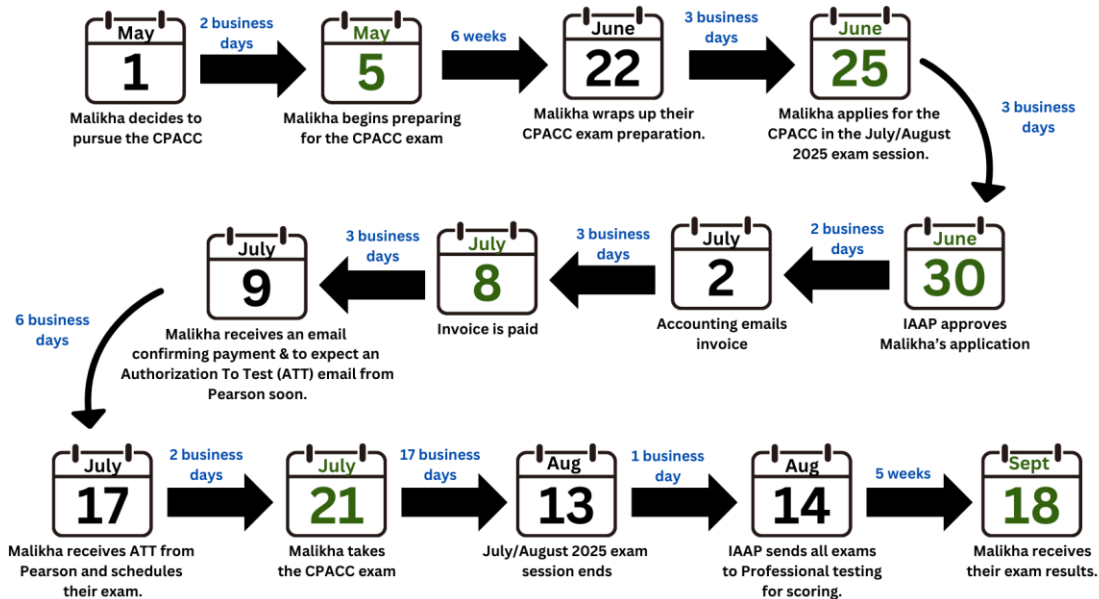 May
1
2 business
days
May
5
6 weeks
June
22
3 business
days
June
25
Malikha decides to
pursue the CPACC
Malikha begins preparing
for the CPACC exam
Malikha wraps up their
CPACC exam preparation.
Malikha applies for the
CPACC in the July/August
2025 exam session.
3 business
days
June
30
IAAP approves
Malikha's application
2 business
days
July
2
Accounting emails
invoice
3 business
days
July
8
Invoice is paid
3 business
days
July
9
Malikha receives an email
confirming payment & to expect an
Authorization To Test (ATT) email from
Pearson soon.
6 business
days
July
17
Malikha receives ATT from
Pearson and schedules
their exam.
2 business
days
July
21
Malikha takes
the CPACC exam
17 business
days
Aug
13
July/August 2025 exam
session ends
1 business
day
Aug
14
IAAP sends all exams
to Professional testing
for scoring.
5 weeks
Sept
18
Malikha receives
their exam results.